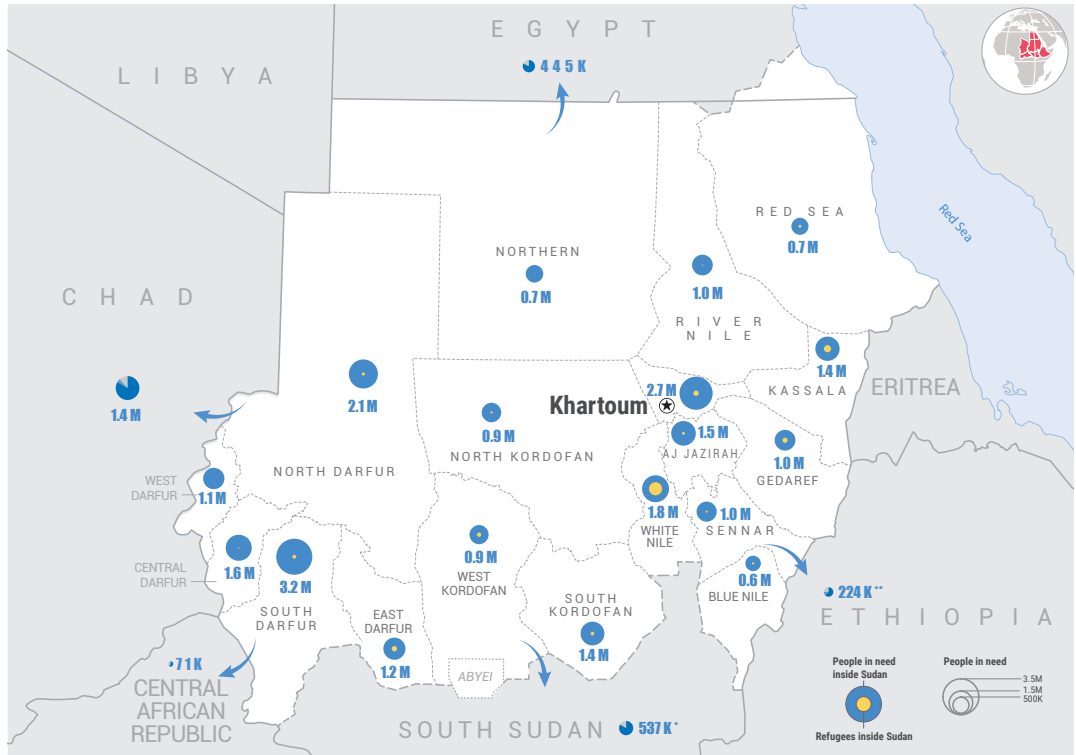 EGYPT
445K
LIBYA
Red Sea
RED SEA
0.7 M
NORTHERN
0.7 M
1.0 M
RIVER
NILE
CHAD
1.4 M
2.1 M
1.4 M
KASSALA
ERITREA
2.7 M
Khartoum
0.9 M
NORTH KORDOFAN
1.5 M
AJ JAZIRAH
1.0 M
GEDAREF
NORTH DARFUR
WEST
DARFUR
1.1 M
1.8 M
WHITE
NILE
1.0 M
SENNAR
CENTRAL
DARFUR
1.6 M
3.2 M
SOUTH
DARFUR
0.9 M
WEST
KORDOFAN
0.6 M
BLUE NILE
224 K **
ETHIOPIA
EAST
DARFUR
1.2 M
SOUTH
KORDOFAN
1.4 M
ABYEI
71K
CENTRAL
AFRICAN
REPUBLIC
SOUTH SUDAN 537 K *
People in need
inside Sudan
Refugees inside Sudan
People in need
3.5M
1.5M
500K